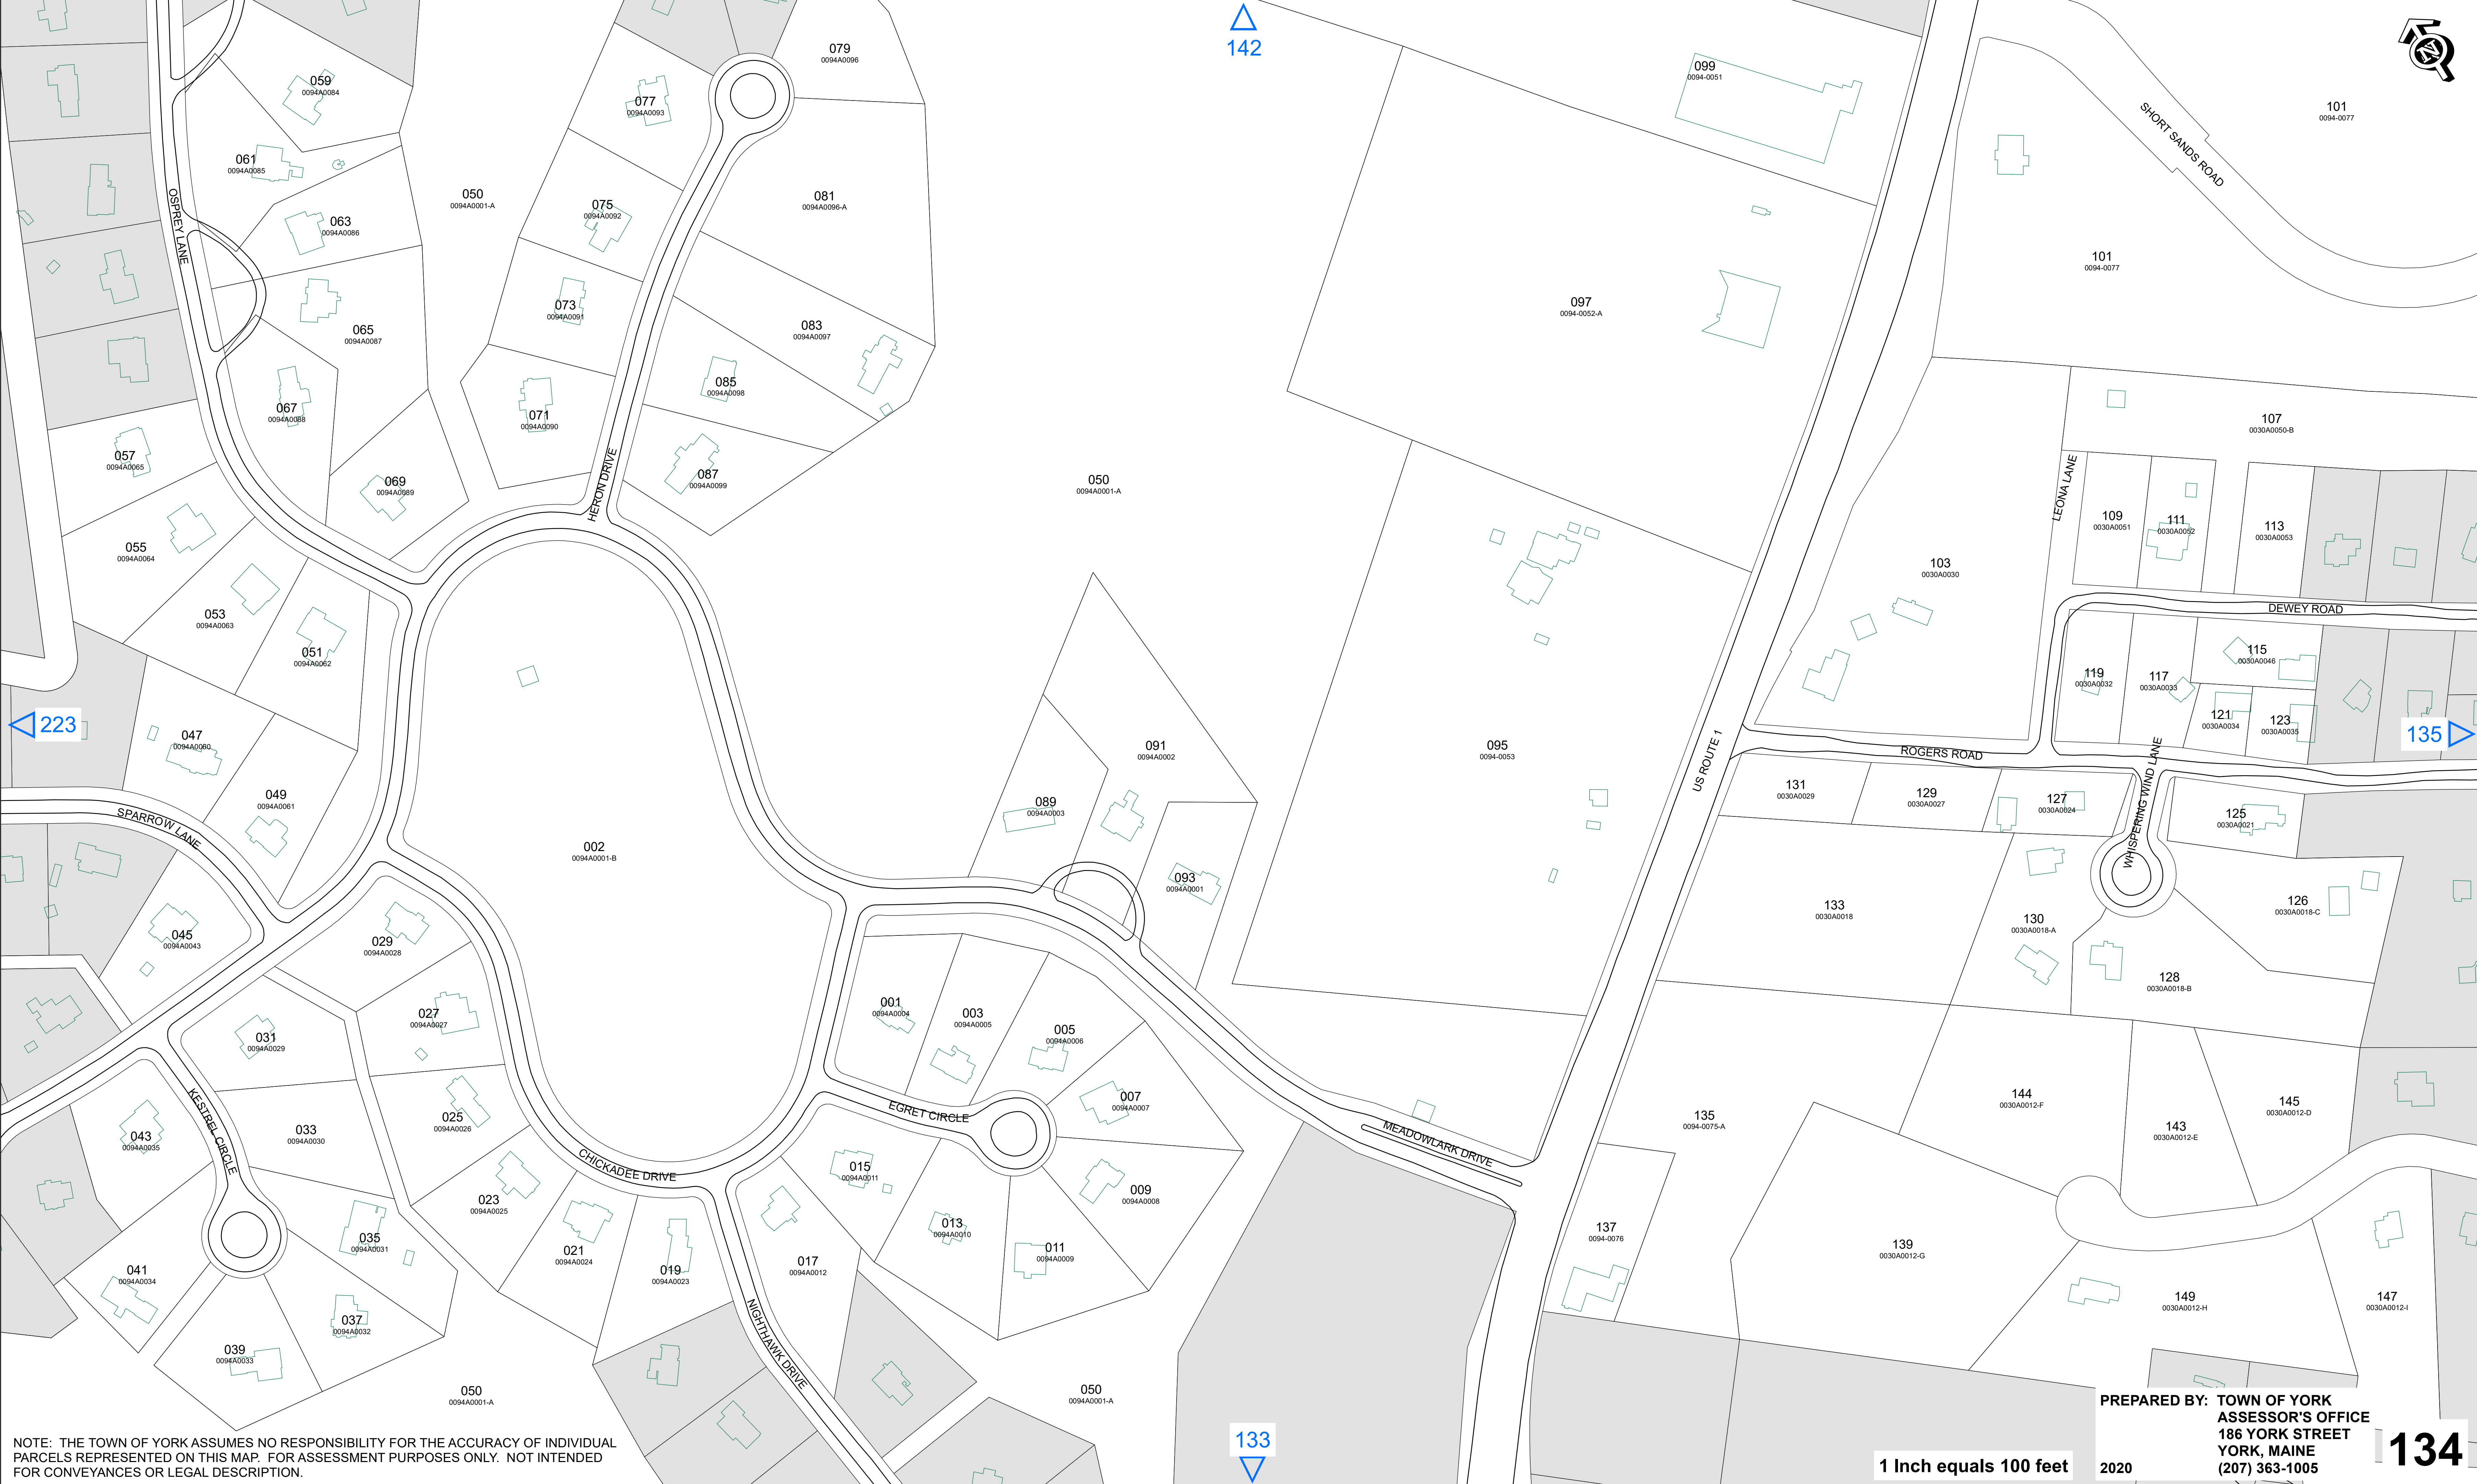 142
N
079
0094A0096
099
0094-0051
059
0094A0084
077
0094A0093
101
0094-0077
SHORT SANDS ROAD
061
0094A0085
050
0094A0001-A
081
0094A0096-A
075
0094A0092
063
0094A0086
OSPREY LANE
101
0094-0077
073
0094A0091
097
0094-0052-A
065
0094A0087
083
0094A0097
085
0094A0098
067
0094A0088
071
0094A0090
107
0030A0050-B
057
0094A0065
HERON DRIVE
087
0094A0099
069
0094A0089
050
0094A0001-A
LEONA LANE
109
0030A0051
111
0030A0052
113
0030A0053
055
0094A0064
103
0030A0030
DEWEY ROAD
053
0094A0063
051
0094A0062
115
0030A0046
119
0030A0032
117
0030A0033
121
0030A0034
123
0030A0035
223
047
0094A0060
091
0094A0002
095
0094-0053
US ROUTE 1
ROGERS ROAD
135
049
0094A0061
089
0094A0003
131
0030A0029
129
0030A0027
127
0030A0024
WHISPERING WIND LANE
125
0030A0021
SPARROW LANE
002
0094A0001-B
093
0094A0001
133
0030A0018
130
0030A0018-A
126
0030A0018-C
045
0094A0043
029
0094A0028
128
0030A0018-B
001
0094A0004
003
0094A0005
005
0094A0006
027
0094A0027
031
0094A0029
007
0094A0007
144
0030A0012-F
145
0030A0012-D
143
0030A0012-E
135
0094-0075-A
EGRET CIRCLE
025
0094A0026
033
0094A0030
043
0094A0035
KESTREL CIRCLE
MEADOWLARK DRIVE
CHICKADEE DRIVE
015
0094A0011
009
0094A0008
023
0094A0025
013
0094A0010
137
0094-0076
035
0094A0031
021
0094A0024
011
0094A0009
139
0030A0012-G
017
0094A0012
019
0094A0023
041
0094A0034
149
0030A0012-H
147
0030A0012-I
037
0094A0032
NIGHTHAWK DRIVE
039
0094A0033
050
0094A0001-A
050
0094A0001-A
133
NOTE: THE TOWN OF YORK ASSUMES NO RESPONSIBILITY FOR THE ACCURACY OF INDIVIDUAL
PARCELS REPRESENTED ON THIS MAP. FOR ASSESSMENT PURPOSES ONLY. NOT INTENDED
FOR CONVEYANCES OR LEGAL DESCRIPTION.
1 Inch equals 100 feet
PREPARED BY: TOWN OF YORK
ASSESSOR'S OFFICE
186 YORK STREET
YORK, MAINE
2020 (207) 363-1005
134